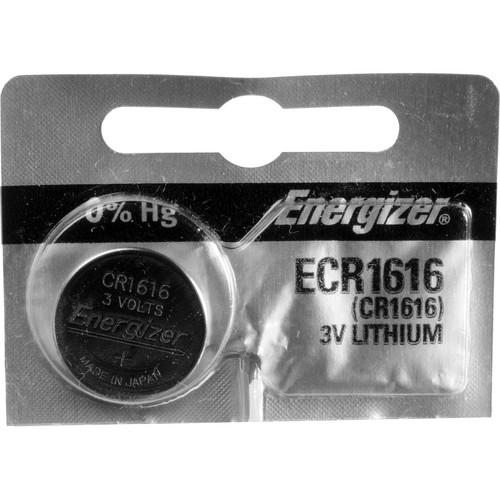 0% Hg
Energizer®
ECR1616
(CR1616)
3V LITHIUM
CR1616
3 VOLTS
Energizer
+
MADE IN JAPAN